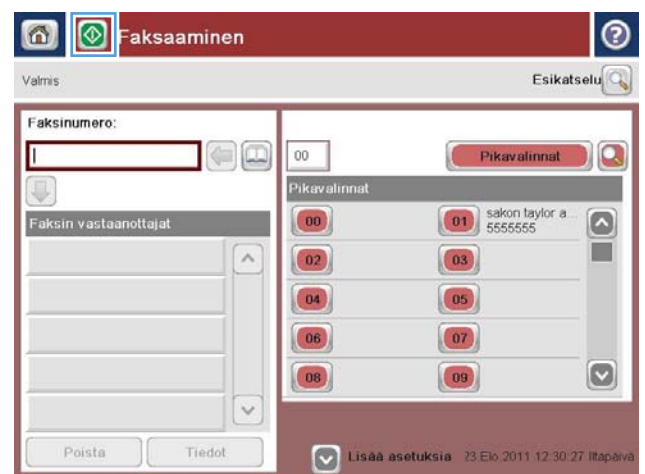 Faksaaminen
Valmis
Esikatselu
Faksinumero:
00
Pikavalinnat
Pikavalinnat
Faksin vastaanottajat
00
01 sakon taylor a...
5555555
02
03
04
05
06
07
08
09
Poista
Tiedot
Lisää asetuksia
23 Elo 2011 12:30:27 Iltapäivä